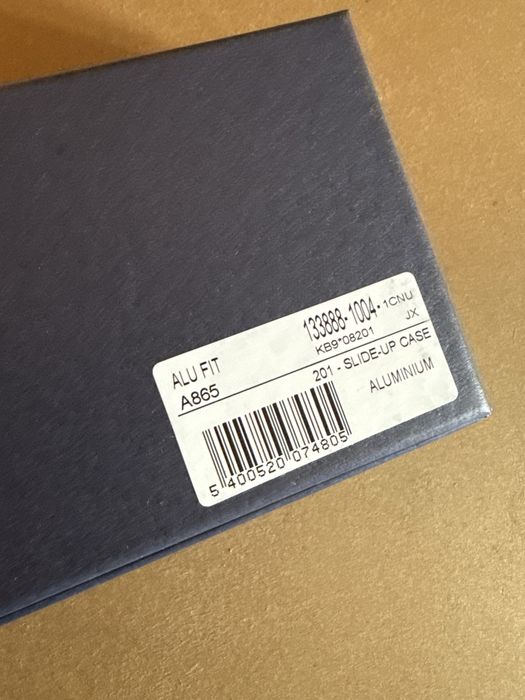 ALU FIT 133888-1004-1CNU
KB9*08201 JX
A865 201 - SLIDE-UP CASE
ALUMINIUM
5 400520 074805